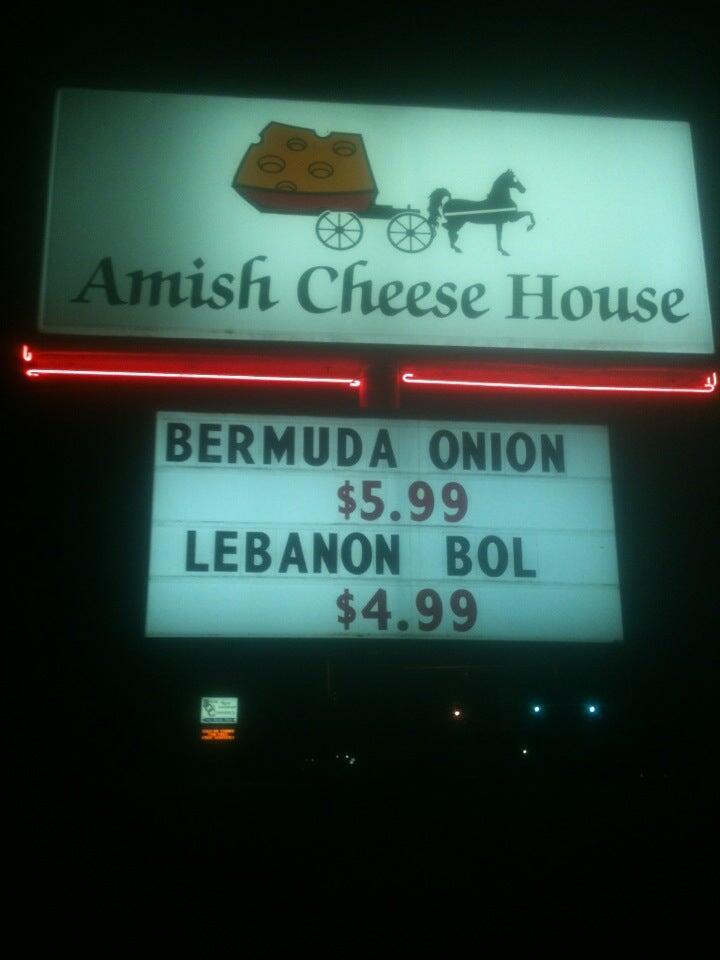 Amish Cheese House
BERMUDA ONION
$5.99
LEBANON BOL
$4.99